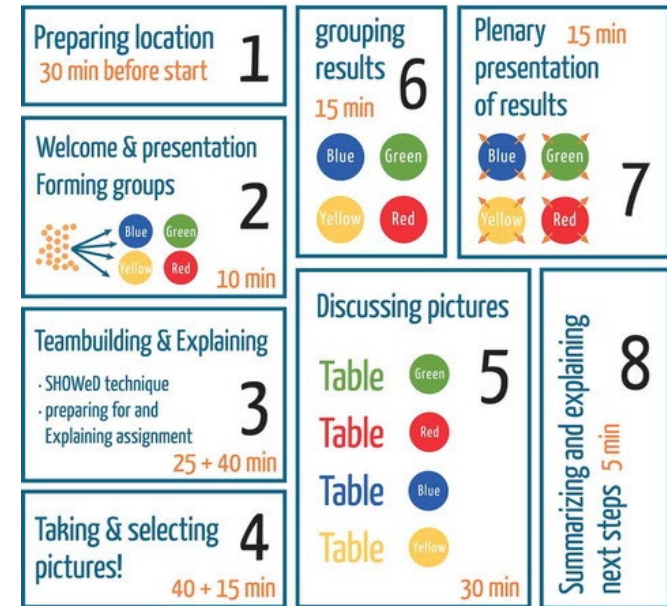 Preparing location
30 min before start
1
Welcome & presentation
Forming groups
2
Blue
Green
Yellow
Red
10 min
Teambuilding & Explaining
· SHOWeD technique
· preparing for and
Explaining assignment
3
25 + 40 min
Taking & selecting
pictures!
4
40 + 15 min
Discussing pictures
5
Table Green
Table Red
Table Blue
Table Yellow
30 min
grouping
results
15 min
6
Blue
Green
Yellow
Red
Plenary 15 min
presentation
of results
Blue
Green
Yellow
Red
7
8
Summarizing and explaining
next steps 5 min